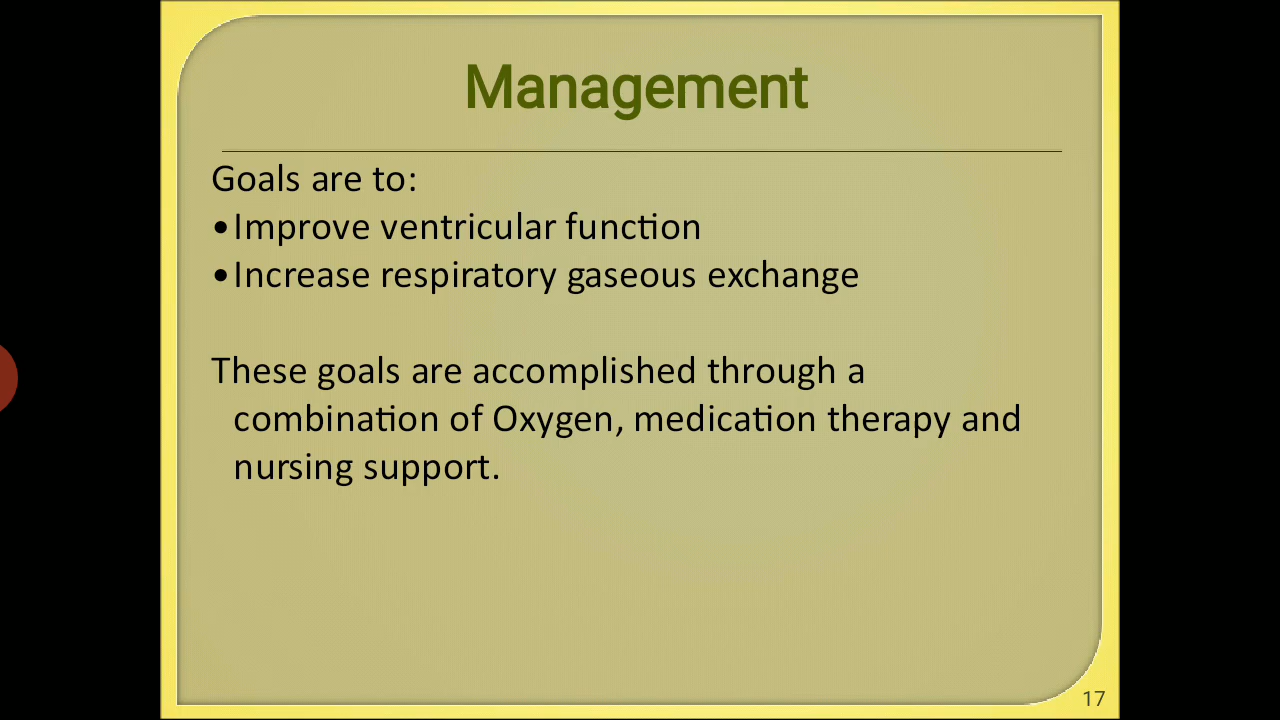 Management
Goals are to:
•Improve ventricular function
•Increase respiratory gaseous exchange
These goals are accomplished through a
combination of Oxygen, medication therapy and
nursing support.
17